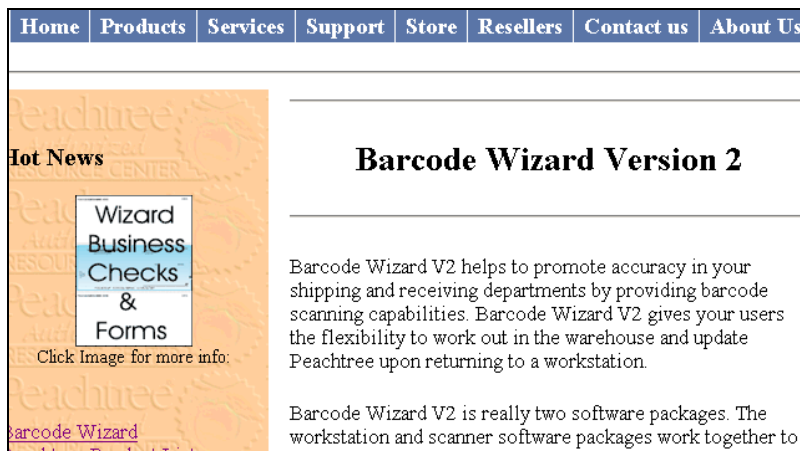 Home Products Services Support Store Resellers Contact us About Us
Hot News
Wizard
Business
Checks
&
Forms
Click Image for more info:
Barcode Wizard
Barcode Wizard Version 2
Barcode Wizard V2 helps to promote accuracy in your
shipping and receiving departments by providing barcode
scanning capabilities. Barcode Wizard V2 gives your users
the flexibility to work out in the warehouse and update
Peachtree upon returning to a workstation.
Barcode Wizard V2 is really two software packages. The
workstation and scanner software packages work together to